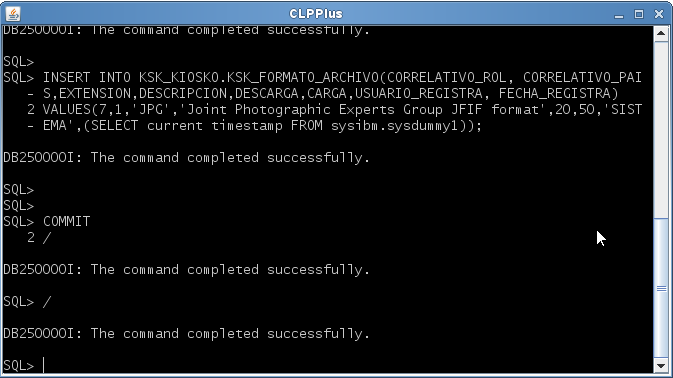 CLPPlus
DB250000I: The command completed successfully.
SQL>
SQL> INSERT INTO KSK_KIOSKO.KSK_FORMATO_ARCHIVO(CORRELATIVO_ROL, CORRELATIVO_PAI
- S,EXTENSION,DESCRIPCION,DESCARGA,CARGA,USUARIO_REGISTRA, FECHA_REGISTRA)
2 VALUES(7,1,'JPG','Joint Photographic Experts Group JFIF format',20,50,'SIST
- EMA',(SELECT current timestamp FROM sysibm.sysdummy1));
DB250000I: The command completed successfully.
SQL>
SQL>
SQL> COMMIT
2 /
DB250000I: The command completed successfully.
SQL> /
DB250000I: The command completed successfully.
SQL>